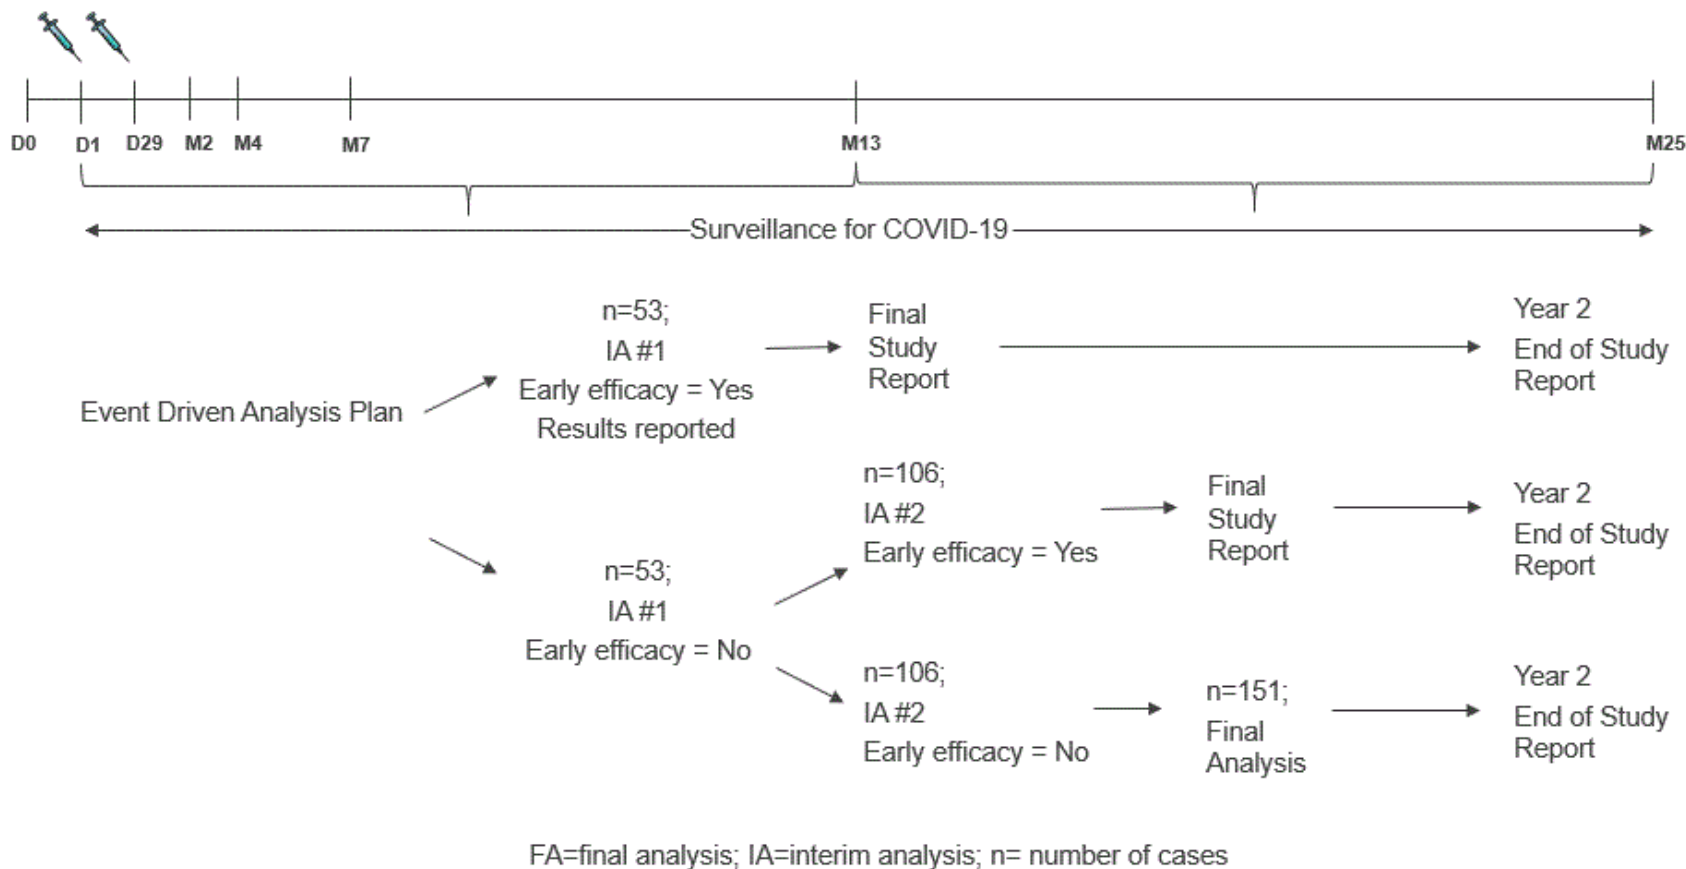 D0
D1
D29
M2
M4
M7
M13
M25
Surveillance for COVID-19
Event Driven Analysis Plan
n=53;
IA #1
Early efficacy = Yes
Results reported
Final
Study
Report
Year 2
End of Study
Report
n=53;
IA #1
Early efficacy = No
n=106;
IA #2
Early efficacy = Yes
Final
Study
Report
Year 2
End of Study
Report
n=106;
IA #2
Early efficacy = No
n=151;
Final
Analysis
Year 2
End of Study
Report
FA=final analysis; IA=interim analysis; n= number of cases